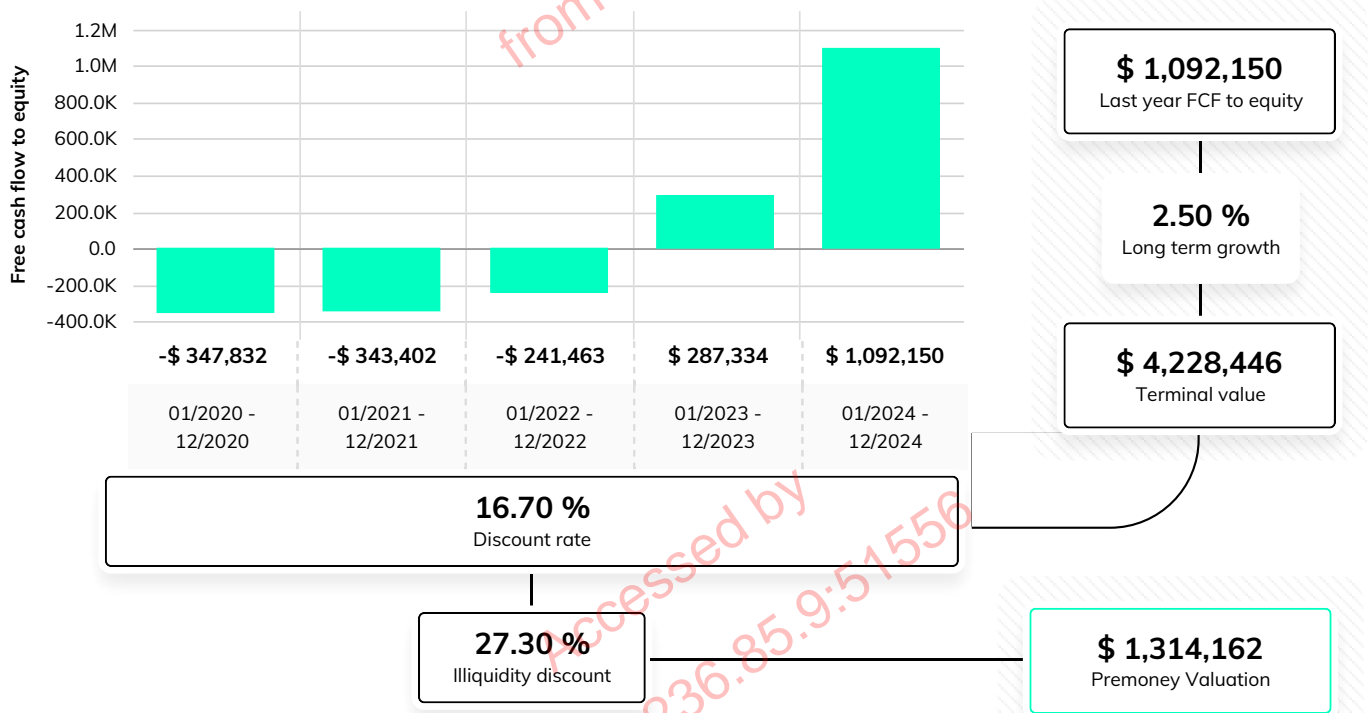 Free cash flow to equity
1.2M
1.0M
800.0K
600.0K
400.0K
200.0K
0.0
-200.0K
-400.0K
-$ 347,832
-$ 343,402
-$ 241,463
$ 287,334
$ 1,092,150
01/2020 -
12/2020
01/2021 -
12/2021
01/2022 -
12/2022
01/2023 -
12/2023
01/2024 -
12/2024
$ 1,092,150
Last year FCF to equity
2.50 %
Long term growth
$ 4,228,446
Terminal value
16.70 %
Discount rate
27.30 %
Illiquidity discount
$ 1,314,162
Premoney Valuation
from
Accessed by
236.85.9:51556